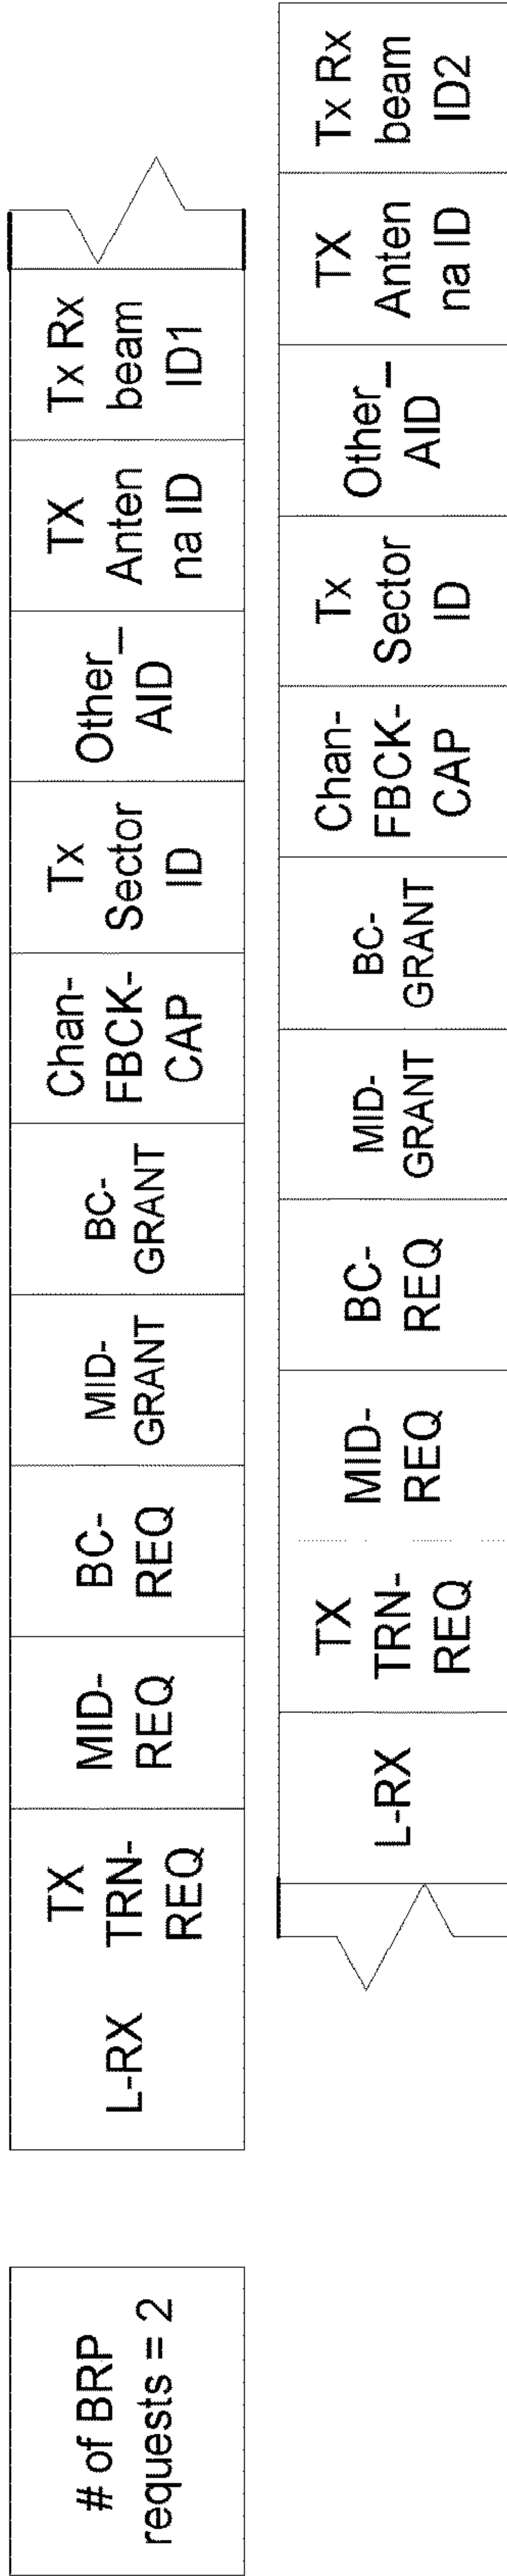 # of BRP
requests = 2
L-RX
TX
TRN-
REQ
MID-
REQ
BC-
REQ
MID-
GRANT
BC-
GRANT
Chan-
FBCK-
CAP
Tx
Sector
ID
Other_
AID
TX
Anten
na ID
Tx Rx
beam
ID1
L-RX
TX
TRN-
REQ
MID-
REQ
BC-
REQ
MID-
GRANT
BC-
GRANT
Chan-
FBCK-
CAP
Tx
Sector
ID
Other_
AID
TX
Anten
na ID
Tx Rx
beam
ID2